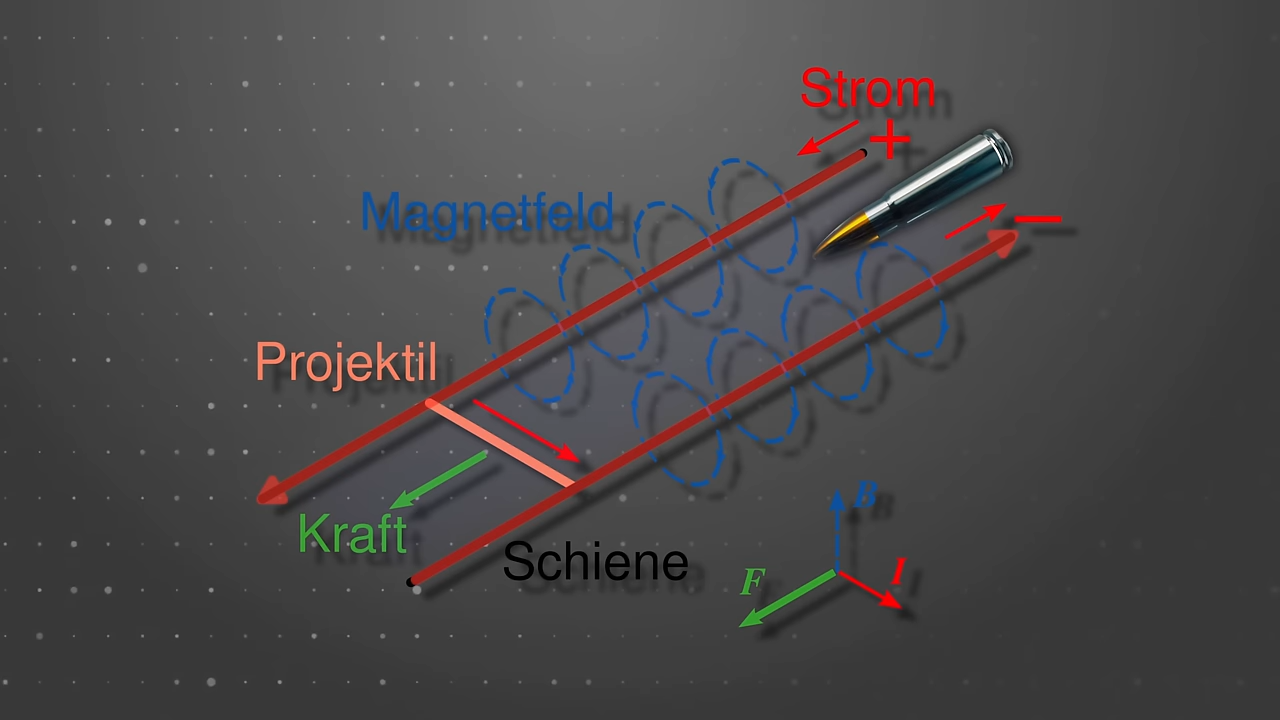 Strom
+
Magnetfeld
−
Projektil
Kraft
Schiene
B
I
F